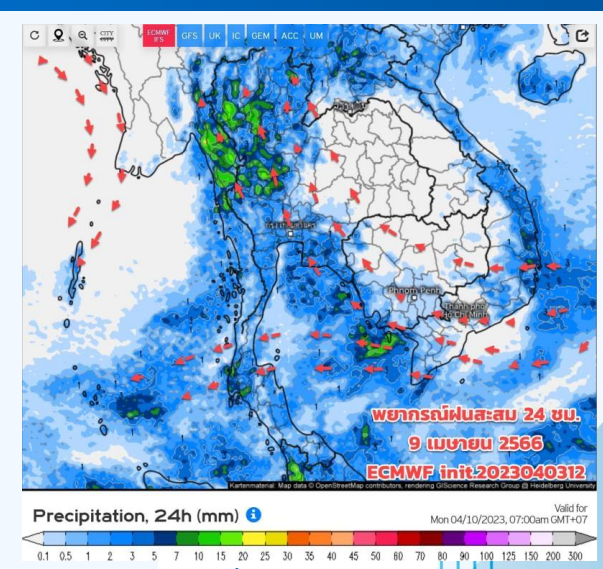 CITY
ECMWF IFS GFS UK IC GEM ACC UM
Phnom Penh
Thành phố
Hồ Chí Minh
พยากรณ์ฝนสะสม 24 ชม.
9 เมษายน 2566
ECMWF init.2023040312
Kartenmaterial: Map data © OpenStreetMap contributors, rendering GIScience Research Group @ Heidelberg University
Precipitation, 24h (mm) i
Valid for
Mon 04/10/2023, 07:00am GMT+07
0.1 0.5 1 2 3 5 7 10 15 20 25 30 35 40 45 50 60 70 80 90 100 125 150 200 300